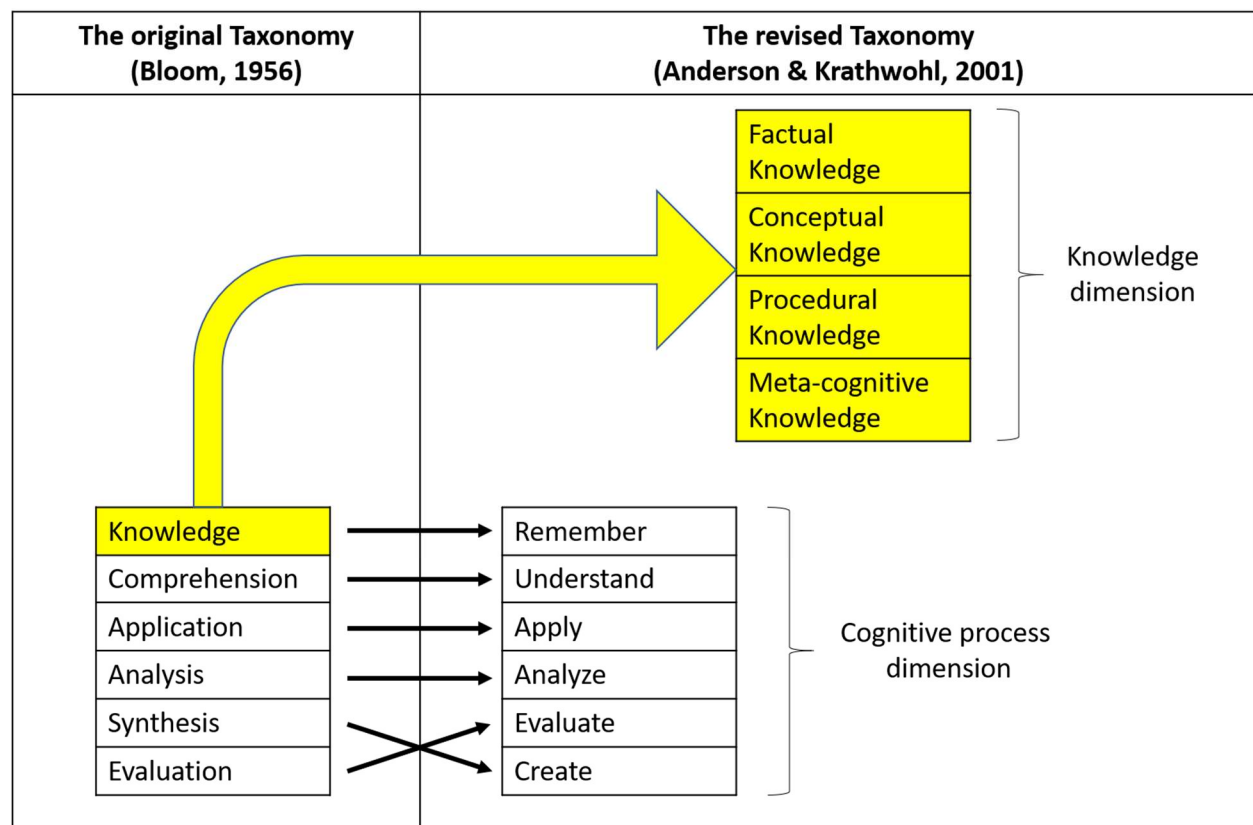 The original Taxonomy
(Bloom, 1956)
The revised Taxonomy
(Anderson & Krathwohl, 2001)
Factual
Knowledge
Conceptual
Knowledge
Procedural
Knowledge
Meta-cognitive
Knowledge
Knowledge
dimension
Knowledge
Comprehension
Application
Analysis
Synthesis
Evaluation
Remember
Understand
Apply
Analyze
Evaluate
Create
Cognitive process
dimension